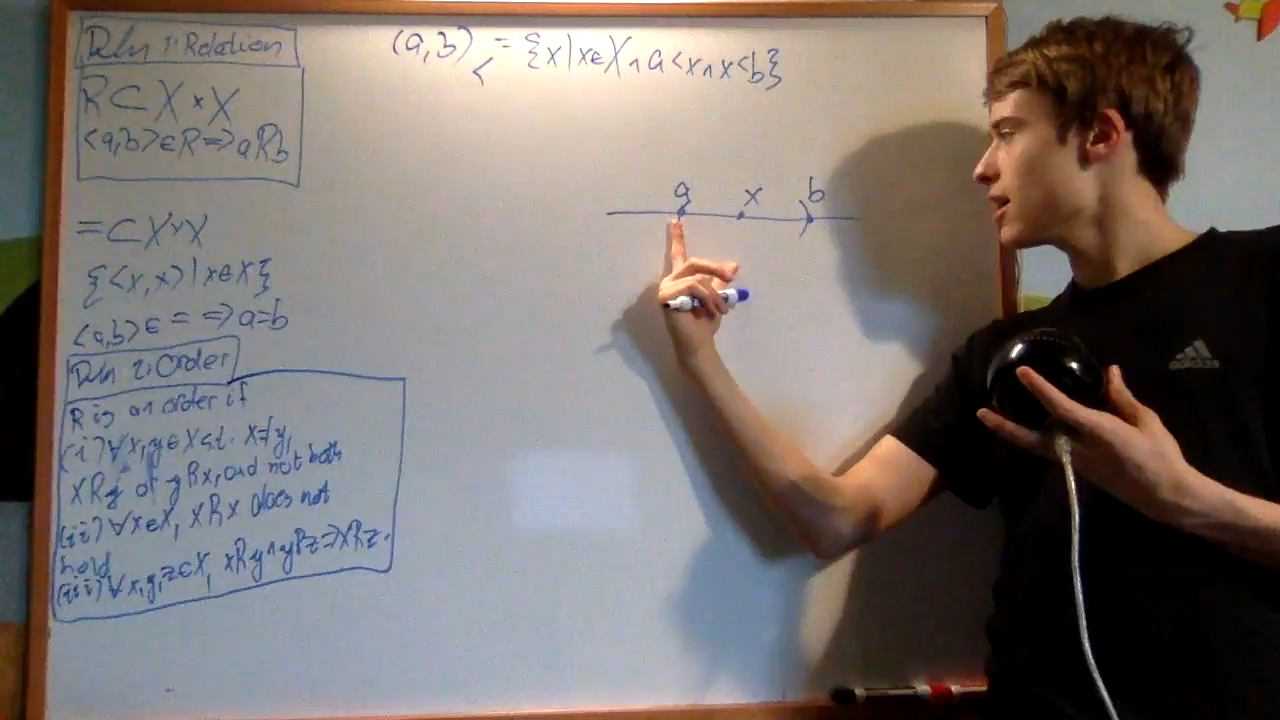 Dfn 1: Relation
R ⊂ X × X
<a,b> ∈ R => aRb
= ⊂ X × X
{<x,x> | x ∈ X}
<a,b> ∈ = => a=b
Dfn 2: Order
R is an order if
(i) ∀x,y ∈ X s.t. x≠y,
xRy or yRx, and not both
(ii) ∀x∈X, xRx does not
hold
(iii) ∀x,y,z∈X, xRy ∧ yRz => xRz.
(a,b)< = {x | x ∈ X ∧ a < x ∧ x < b}
a x b
adidas